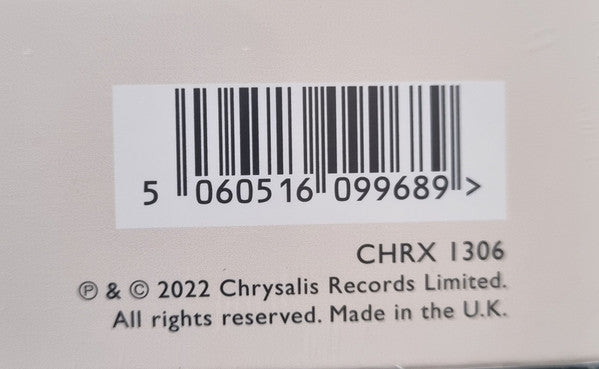 5 060516 099689 >
CHRX 1306
℗ & © 2022 Chrysalis Records Limited.
All rights reserved. Made in the U.K.